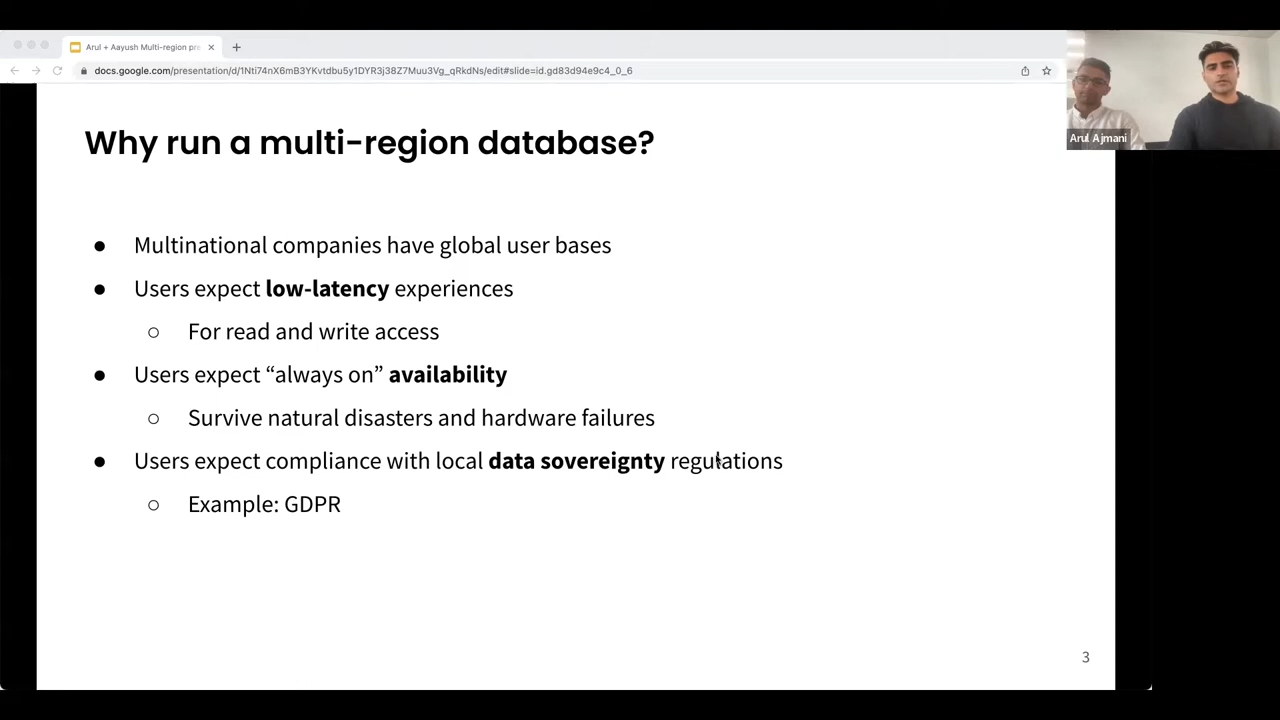 Arul + Aayush Multi-region pre
docs.google.com/presentation/d/1Nti74nX6mB3YKvtdbu5y1DYR3j38Z7Muu3Vg_qRkdNs/edit#slide=id.gd83d94e9c4_0_6
Arul Ajmani
Why run a multi-region database?
● Multinational companies have global user bases
● Users expect low-latency experiences
○ For read and write access
● Users expect “always on” availability
○ Survive natural disasters and hardware failures
● Users expect compliance with local data sovereignty regulations
○ Example: GDPR
3